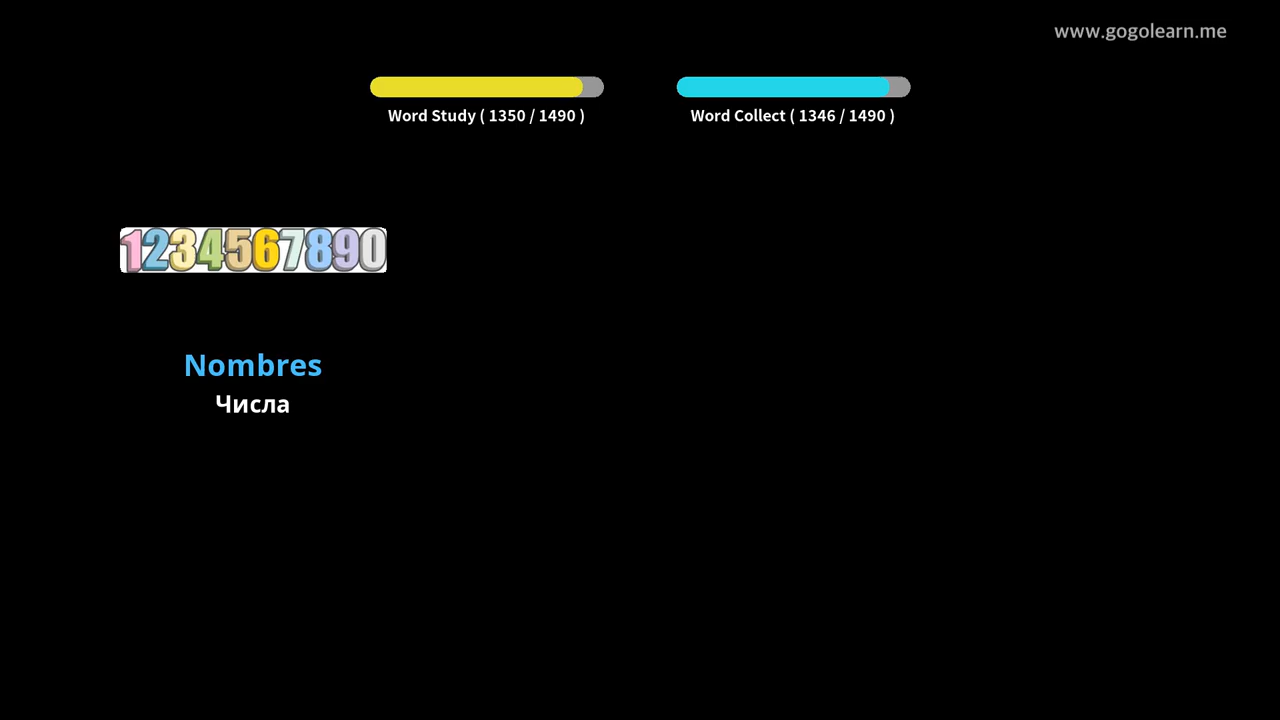 www.gogolearn.me
Word Study ( 1350 / 1490 )
Word Collect ( 1346 / 1490 )
1234567890
Nombres
Числа